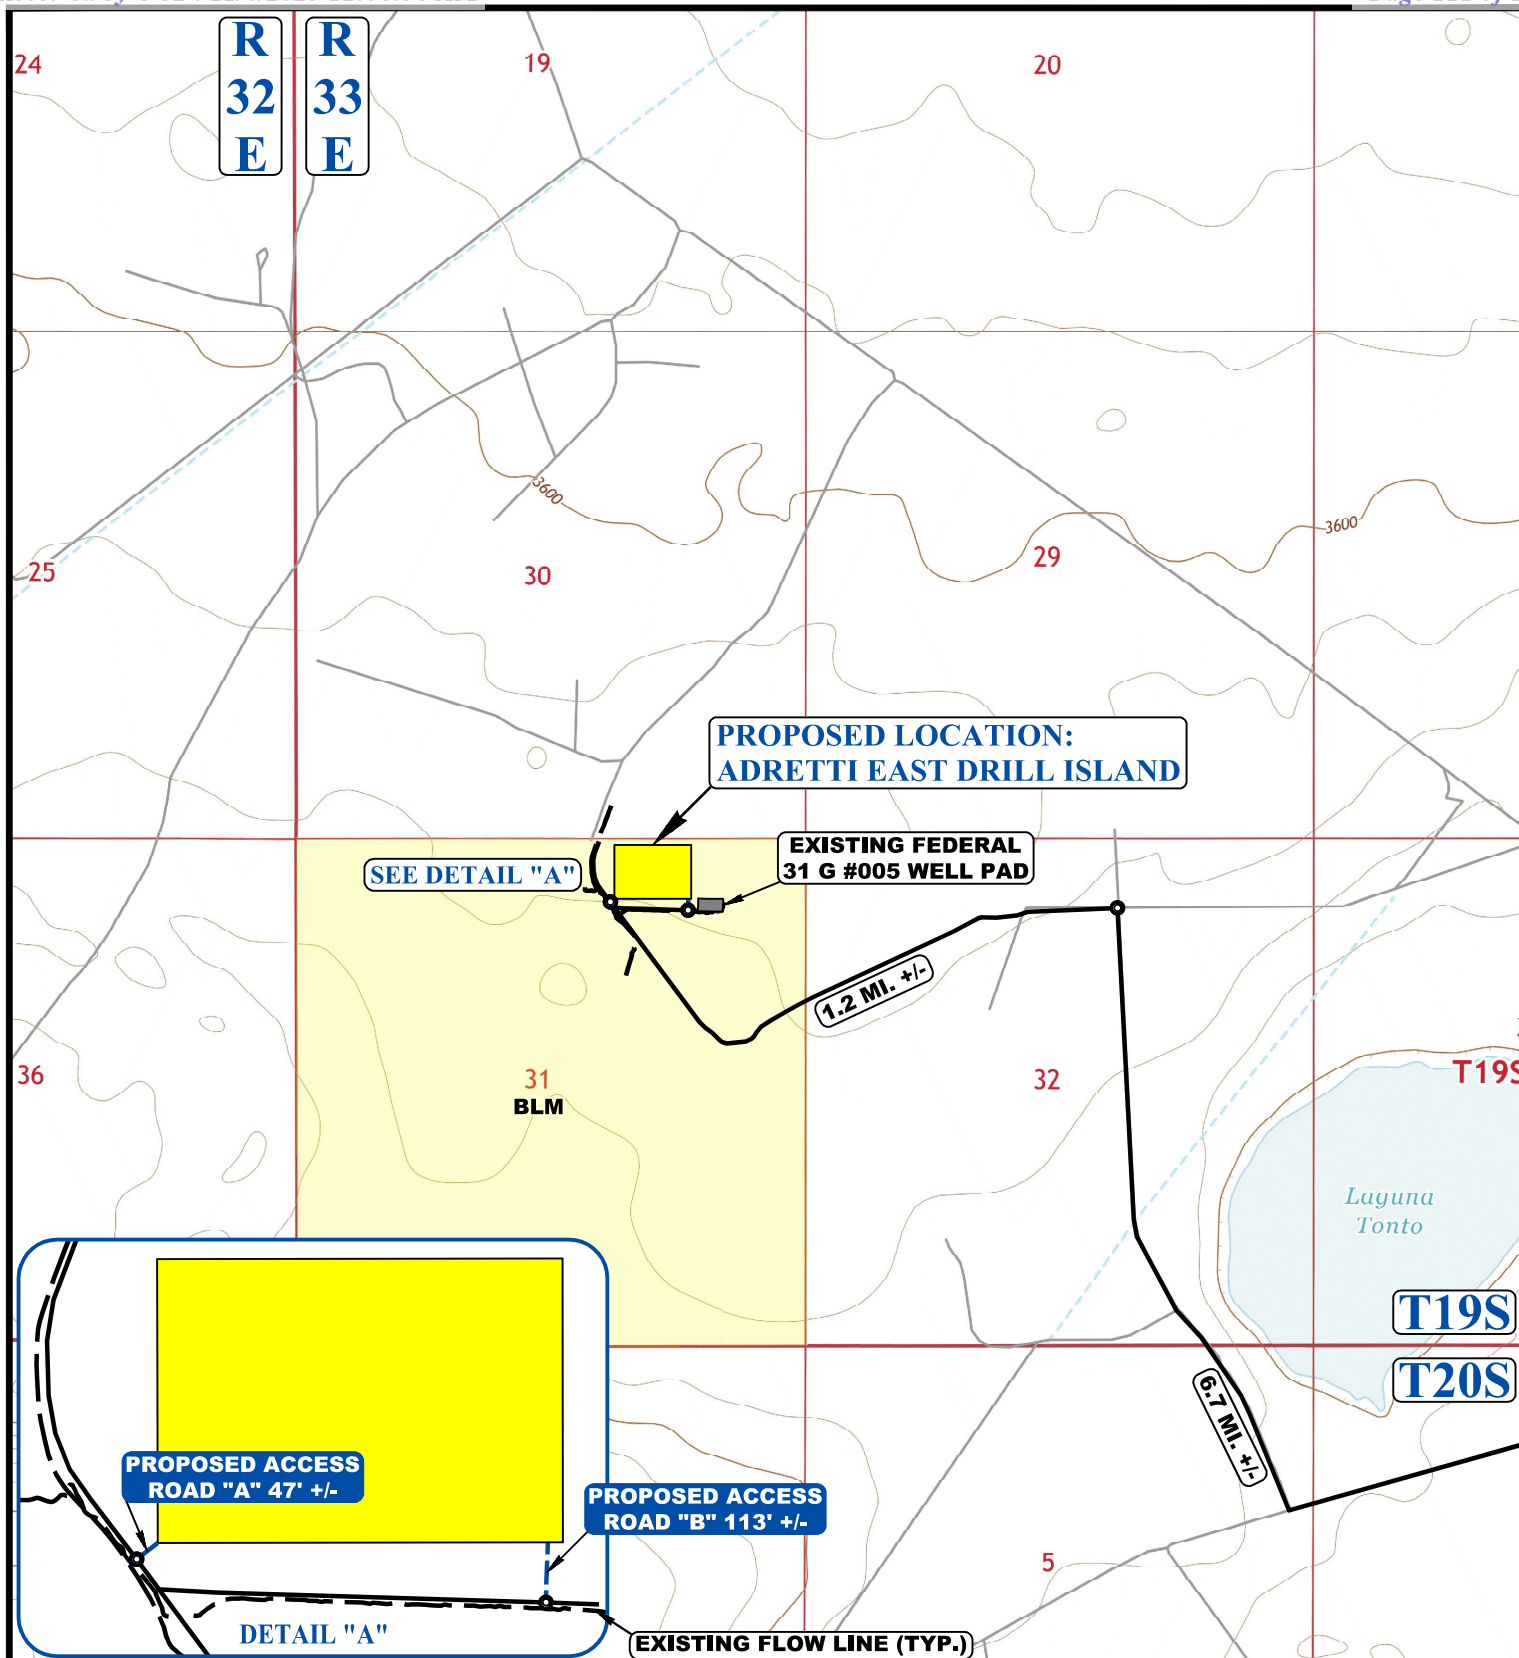 24
R
32
E
R
33
E
19
20
25
30
29
3600
3600
PROPOSED LOCATION:
ADRETTI EAST DRILL ISLAND
SEE DETAIL "A"
EXISTING FEDERAL
31 G #005 WELL PAD
1.2 MI. +/-
36
31
BLM
32
T19S
Laguna
Tonto
T19S
T20S
6.7 MI. +/-
5
PROPOSED ACCESS
ROAD "A" 47' +/-
PROPOSED ACCESS
ROAD "B" 113' +/-
DETAIL "A"
EXISTING FLOW LINE (TYP.)